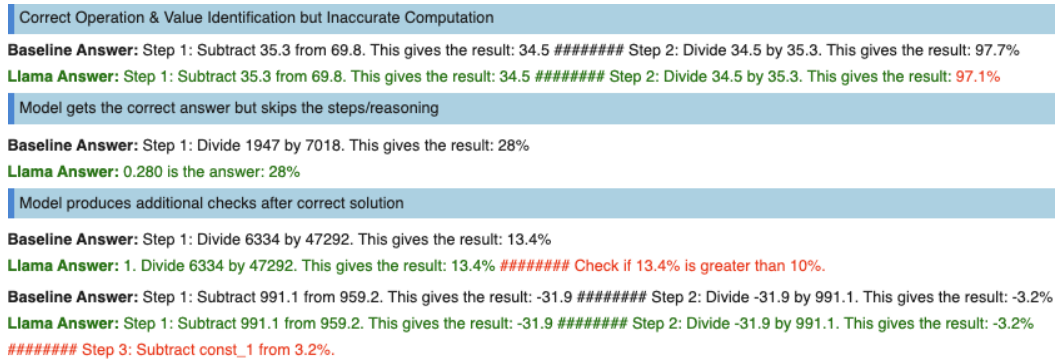 Correct Operation & Value Identification but Inaccurate Computation
Baseline Answer: Step 1: Subtract 35.3 from 69.8. This gives the result: 34.5 ######## Step 2: Divide 34.5 by 35.3. This gives the result: 97.7%
Llama Answer: Step 1: Subtract 35.3 from 69.8. This gives the result: 34.5 ######## Step 2: Divide 34.5 by 35.3. This gives the result: 97.1%
Model gets the correct answer but skips the steps/reasoning
Baseline Answer: Step 1: Divide 1947 by 7018. This gives the result: 28%
Llama Answer: 0.280 is the answer: 28%
Model produces additional checks after correct solution
Baseline Answer: Step 1: Divide 6334 by 47292. This gives the result: 13.4%
Llama Answer: 1. Divide 6334 by 47292. This gives the result: 13.4% ######## Check if 13.4% is greater than 10%.
Baseline Answer: Step 1: Subtract 991.1 from 959.2. This gives the result: -31.9 ######## Step 2: Divide -31.9 by 991.1. This gives the result: -3.2%
Llama Answer: Step 1: Subtract 991.1 from 959.2. This gives the result: -31.9 ######## Step 2: Divide -31.9 by 991.1. This gives the result: -3.2%
######## Step 3: Subtract const_1 from 3.2%.